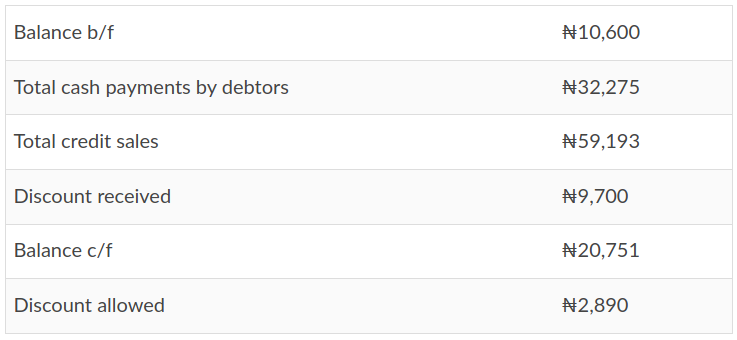 Balance b/f ₦10,600
Total cash payments by debtors ₦32,275
Total credit sales ₦59,193
Discount received ₦9,700
Balance c/f ₦20,751
Discount allowed ₦2,890